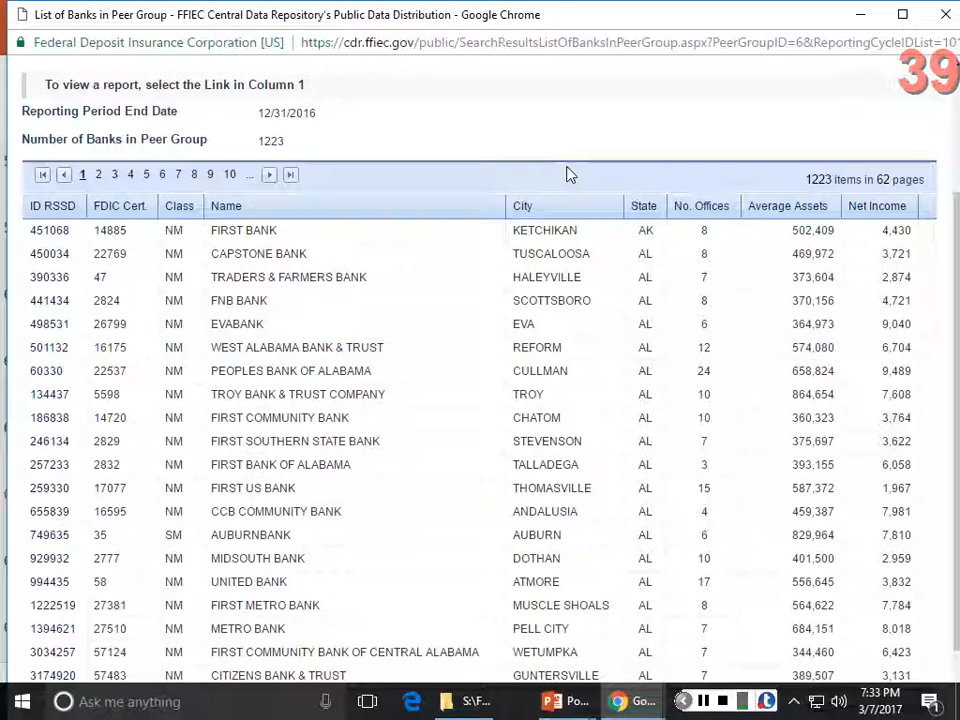 List of Banks in Peer Group - FFIEC Central Data Repository's Public Data Distribution - Google Chrome
Federal Deposit Insurance Corporation [US] https://cdr.ffiec.gov/public/SearchResultsListOfBanksInPeerGroup.aspx?PeerGroupID=6&ReportingCycleIDList=101
39
To view a report, select the Link in Column 1
Reporting Period End Date 12/31/2016
Number of Banks in Peer Group 1223
1 2 3 4 5 6 7 8 9 10 ... 1223 items in 62 pages
ID RSSD FDIC Cert. Class Name City State No. Offices Average Assets Net Income
451068 14885 NM FIRST BANK KETCHIKAN AK 8 502,409 4,430
450034 22769 NM CAPSTONE BANK TUSCALOOSA AL 8 469,972 3,721
390336 47 NM TRADERS & FARMERS BANK HALEYVILLE AL 7 373,604 2,874
441434 2824 NM FNB BANK SCOTTSBORO AL 8 370,156 4,721
498531 26799 NM EVABANK EVA AL 6 364,973 9,040
501132 16175 NM WEST ALABAMA BANK & TRUST REFORM AL 12 574,080 6,704
60330 22537 NM PEOPLES BANK OF ALABAMA CULLMAN AL 24 658,824 9,489
134437 5598 NM TROY BANK & TRUST COMPANY TROY AL 10 864,654 7,608
186838 14720 NM FIRST COMMUNITY BANK CHATOM AL 10 360,323 3,764
246134 2829 NM FIRST SOUTHERN STATE BANK STEVENSON AL 7 375,697 3,622
257233 2832 NM FIRST BANK OF ALABAMA TALLADEGA AL 3 393,155 6,058
259330 17077 NM FIRST US BANK THOMASVILLE AL 15 587,372 1,967
655839 16595 NM CCB COMMUNITY BANK ANDALUSIA AL 4 459,387 7,981
749635 35 SM AUBURNBANK AUBURN AL 6 829,964 7,810
929932 2777 NM MIDSOUTH BANK DOTHAN AL 10 401,500 2,959
994435 58 NM UNITED BANK ATMORE AL 17 556,645 3,832
1222519 27381 NM FIRST METRO BANK MUSCLE SHOALS AL 8 564,622 7,784
1394621 27510 NM METRO BANK PELL CITY AL 7 684,151 8,018
3034257 57124 NM FIRST COMMUNITY BANK OF CENTRAL ALABAMA WETUMPKA AL 7 344,460 6,423
3174920 57483 NM CITIZENS BANK & TRUST GUNTERSVILLE AL 7 389,507 3,131
Ask me anything S:\F... Po... Go... 7:33 PM
3/7/2017
1